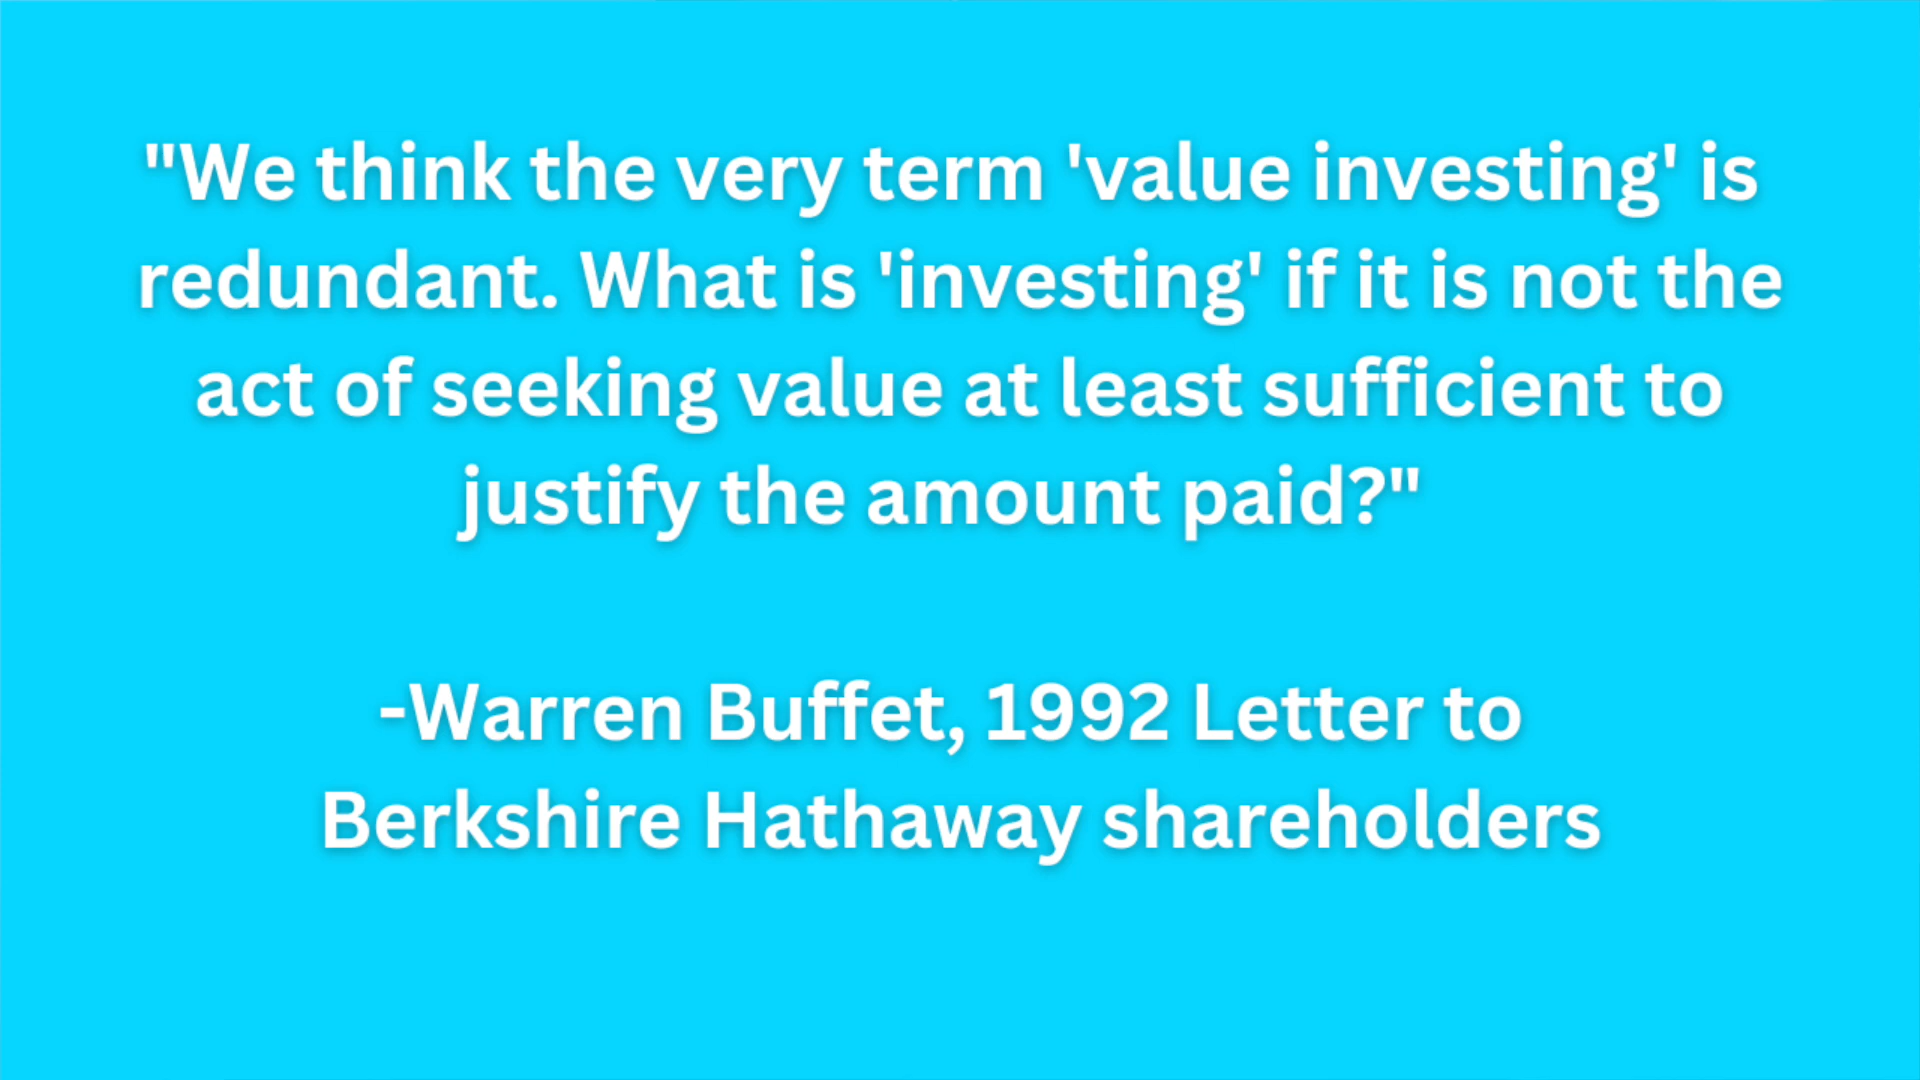 "We think the very term 'value investing' is
redundant. What is 'investing' if it is not the
act of seeking value at least sufficient to
justify the amount paid?"
-Warren Buffet, 1992 Letter to
Berkshire Hathaway shareholders